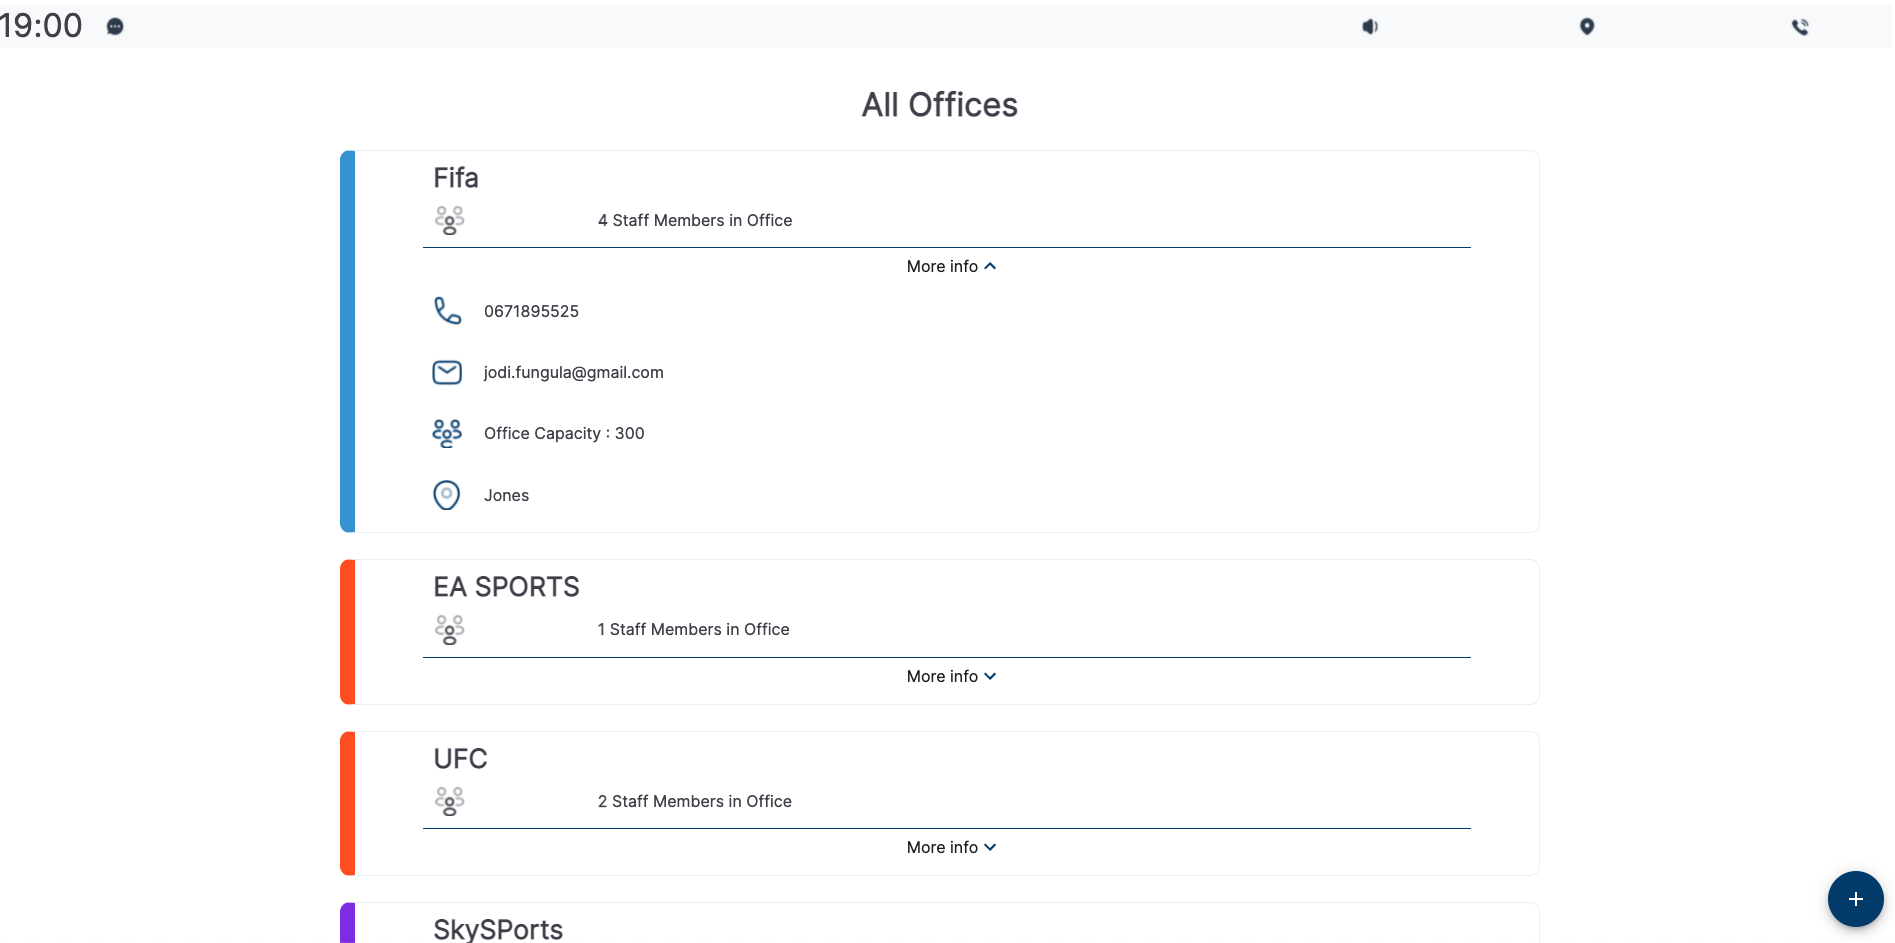 19:00
All Offices
Fifa
4 Staff Members in Office
More info
0671895525
jodi.fungula@gmail.com
Office Capacity : 300
Jones
EA SPORTS
1 Staff Members in Office
More info
UFC
2 Staff Members in Office
More info
SkySPorts